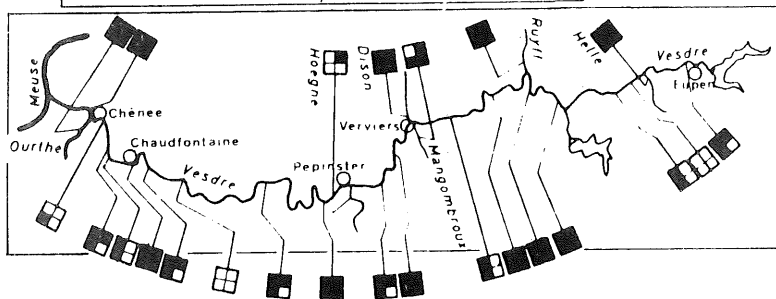 Meuse
Ourthe
Chênee
Chaudfontaine
Vesdre
Hoegne
Pepinster
Dison
Verviers
Mangombroux
Ruyff
Helle
Vesdre
Eupen